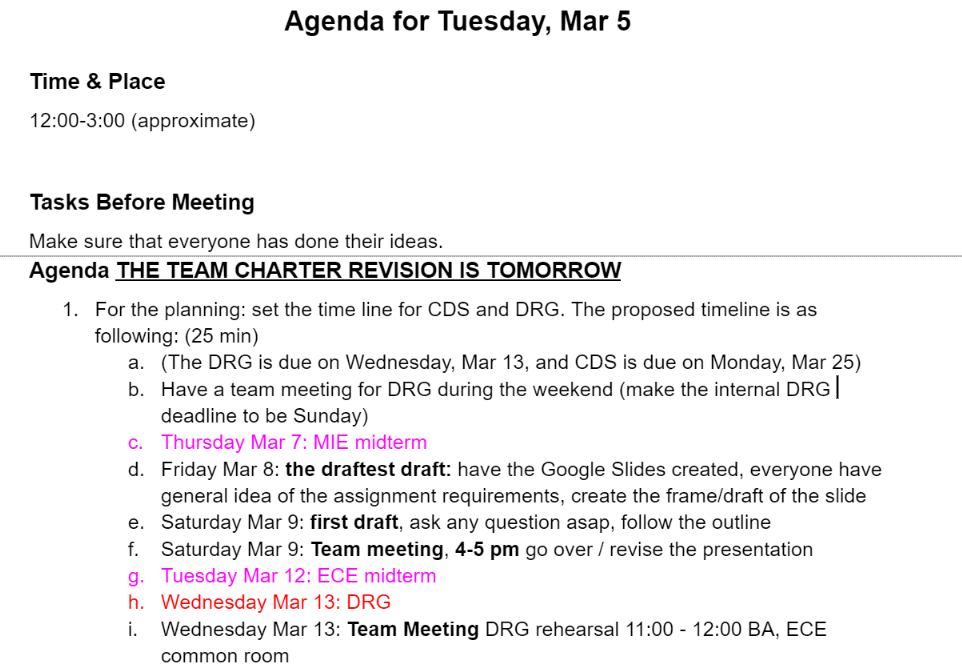 Agenda for Tuesday, Mar 5
Time & Place
12:00-3:00 (approximate)
Tasks Before Meeting
Make sure that everyone has done their ideas.
Agenda THE TEAM CHARTER REVISION IS TOMORROW
1. For the planning: set the time line for CDS and DRG. The proposed timeline is as
following: (25 min)
a. (The DRG is due on Wednesday, Mar 13, and CDS is due on Monday, Mar 25)
b. Have a team meeting for DRG during the weekend (make the internal DRG
deadline to be Sunday)
c. Thursday Mar 7: MIE midterm
d. Friday Mar 8: the draftest draft: have the Google Slides created, everyone have
general idea of the assignment requirements, create the frame/draft of the slide
e. Saturday Mar 9: first draft, ask any question asap, follow the outline
f. Saturday Mar 9: Team meeting, 4-5 pm go over / revise the presentation
g. Tuesday Mar 12: ECE midterm
h. Wednesday Mar 13: DRG
i. Wednesday Mar 13: Team Meeting DRG rehearsal 11:00 - 12:00 BA, ECE
common room